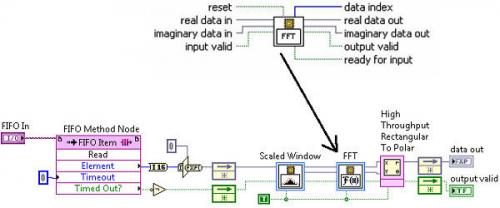 reset
data index
real data in
real data out
imaginary data in
imaginary data out
FFT
input valid
output valid
ready for input
High
Throughput
Rectangular
To Polar
FIFO In
I/O
FIFO Method Node
FIFO Item
Read
Element
Timeout
Timed Out?
0
I16
0
Scaled Window
FFT
T
data out
FXP
output valid
TF